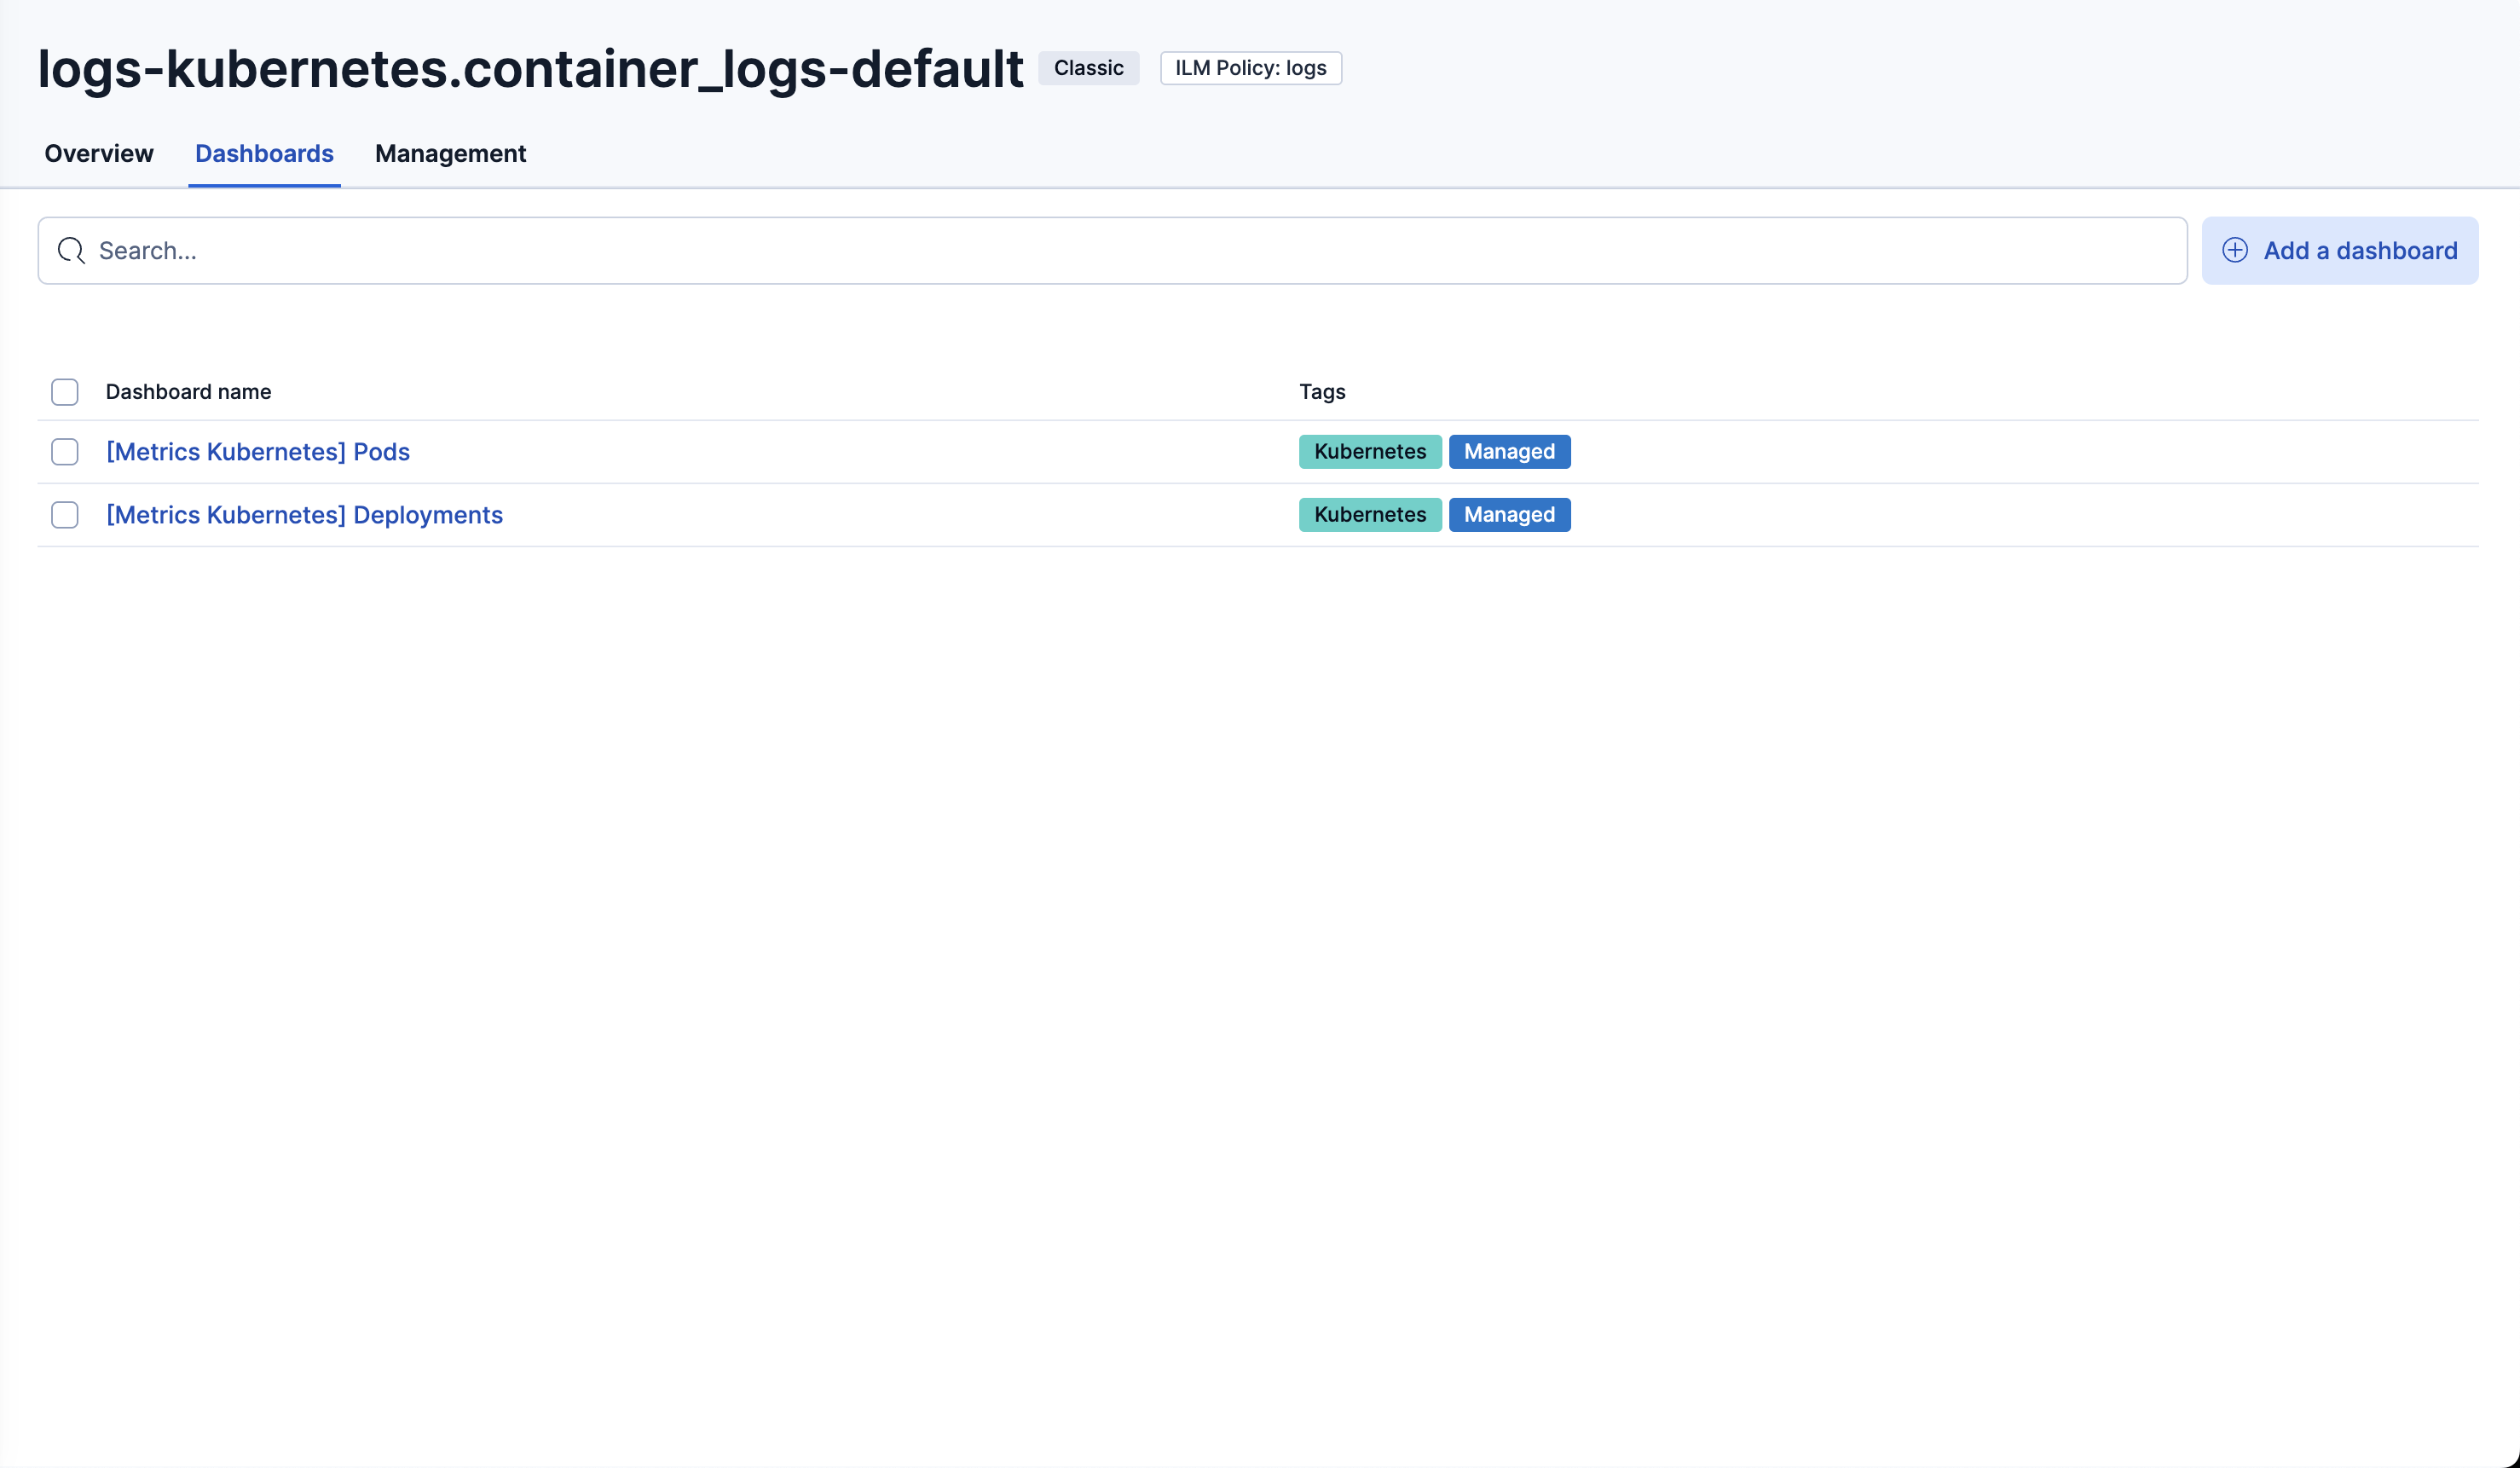 logs-kubernetes.container_logs-default Classic ILM Policy: logs
Overview Dashboards Management
Search... Add a dashboard
Dashboard name Tags
[Metrics Kubernetes] Pods Kubernetes Managed
[Metrics Kubernetes] Deployments Kubernetes Managed